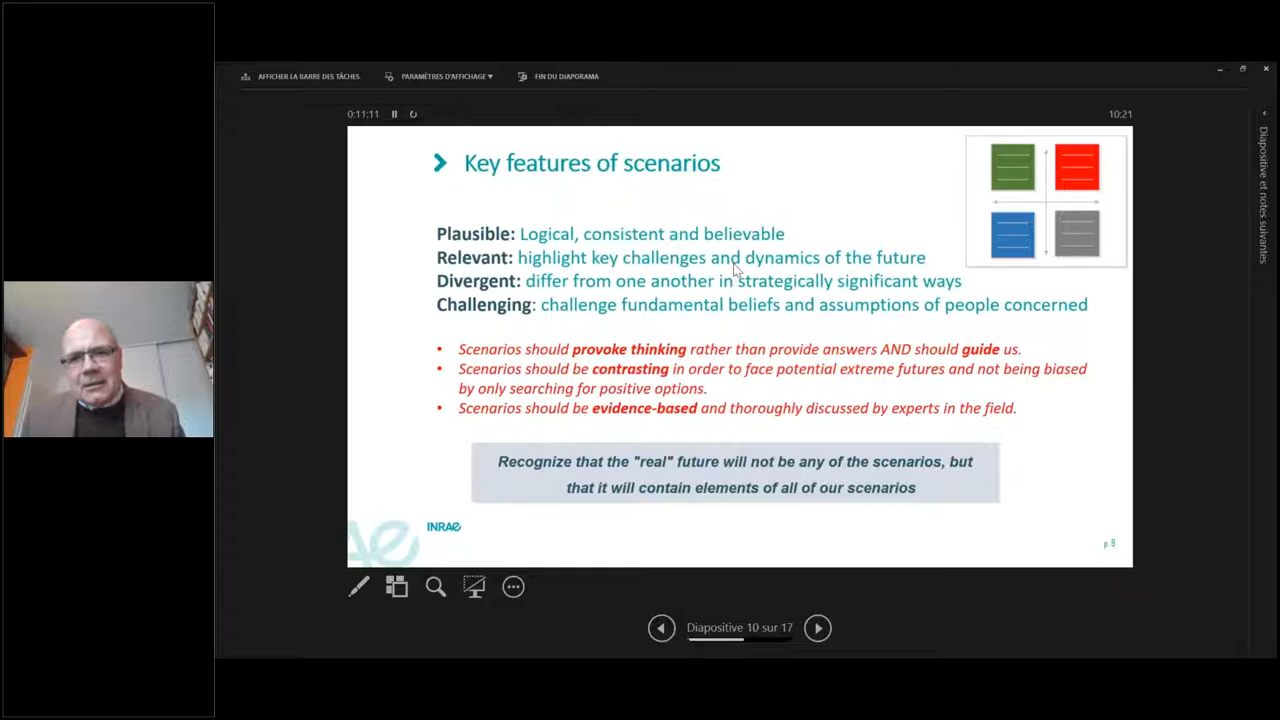 AFFICHER LA BARRE DES TÂCHES
PARAMÈTRES D'AFFICHAGE ▾
FIN DU DIAPORAMA
0:11:11
10:21
Key features of scenarios
Plausible: Logical, consistent and believable
Relevant: highlight key challenges and dynamics of the future
Divergent: differ from one another in strategically significant ways
Challenging: challenge fundamental beliefs and assumptions of people concerned
• Scenarios should provoke thinking rather than provide answers AND should guide us.
• Scenarios should be contrasting in order to face potential extreme futures and not being biased
by only searching for positive options.
• Scenarios should be evidence-based and thoroughly discussed by experts in the field.
Recognize that the "real" future will not be any of the scenarios, but
that it will contain elements of all of our scenarios
INRAE
p. 8
Diapositive 10 sur 17
Diapositive et notes suivantes